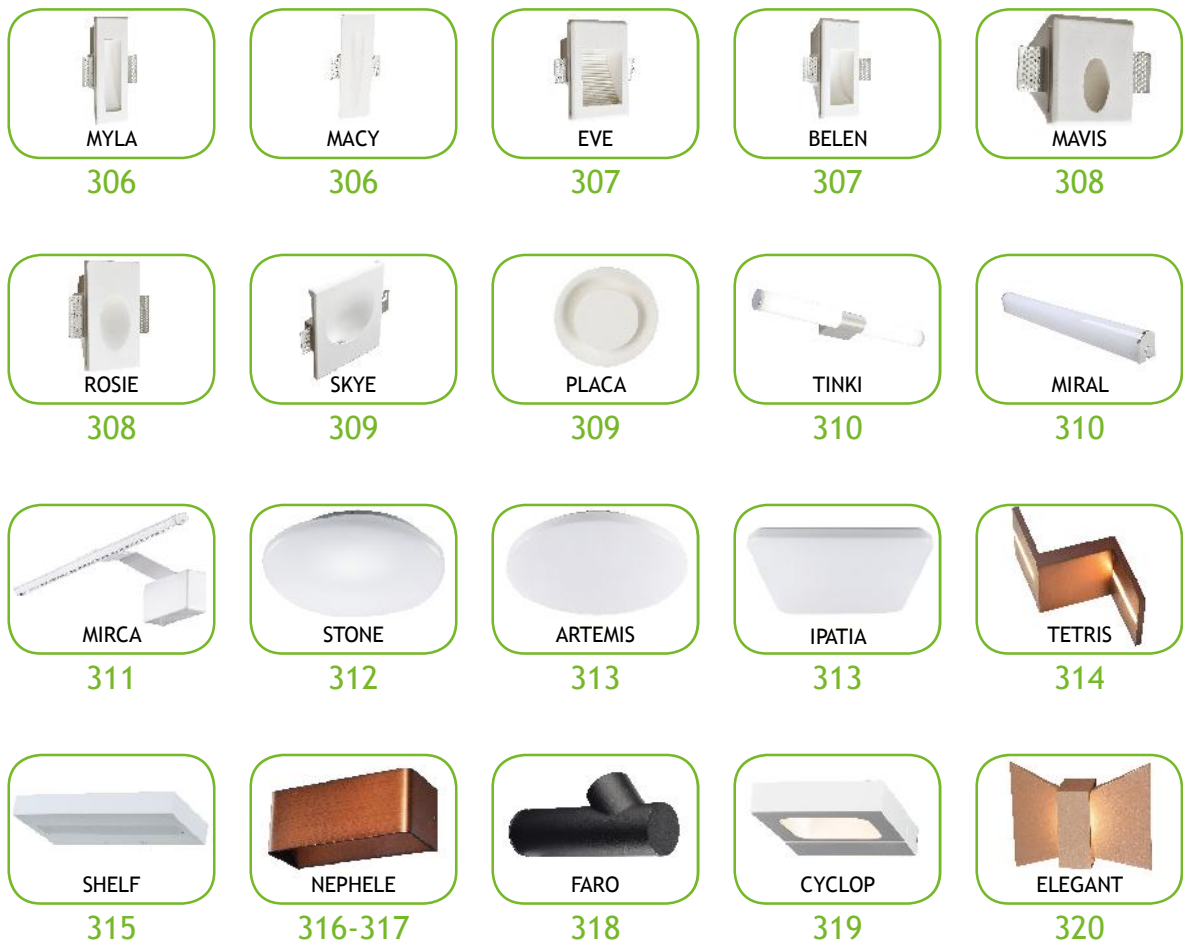 MYLA
MACY
EVE
BELEN
MAVIS
306
306
307
307
308
ROSIE
SKYE
PLACA
TINKI
MIRAL
308
309
309
310
310
MIRCA
STONE
ARTEMIS
IPATIA
TETRIS
311
312
313
313
314
SHELF
NEPHELE
FARO
CYCLOP
ELEGANT
315
316-317
318
319
320